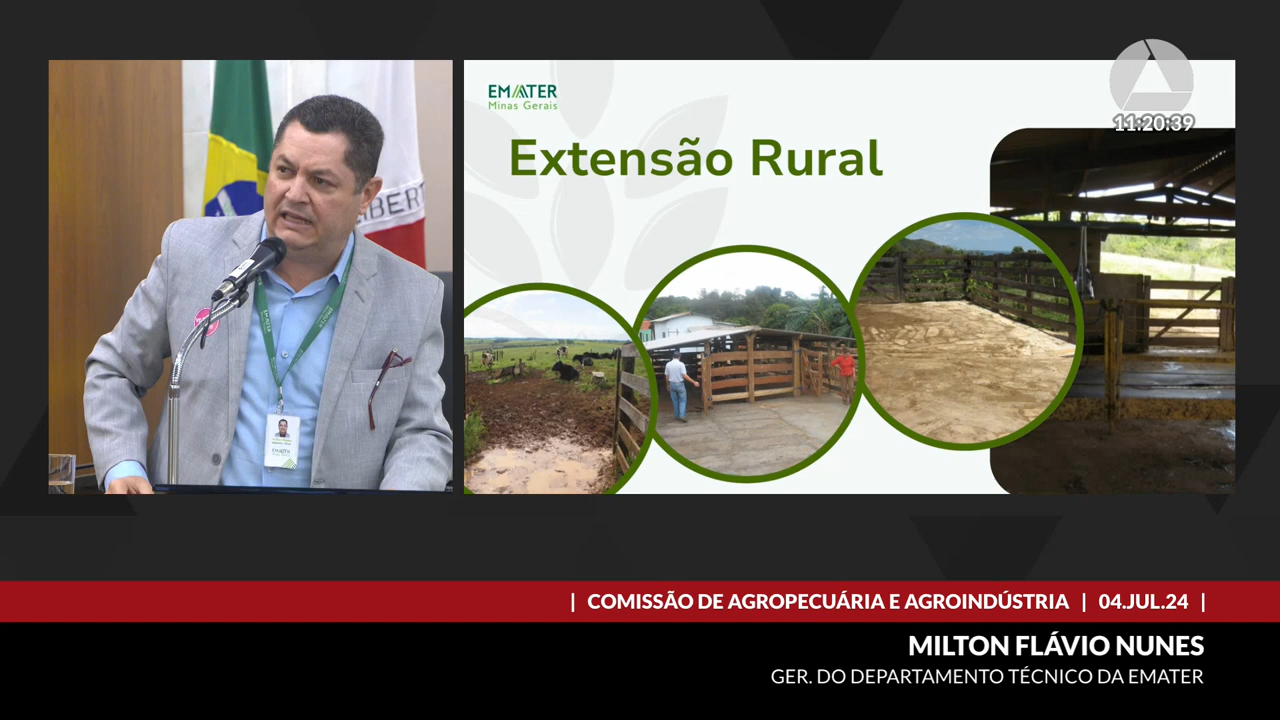 EMATER
Minas Gerais
Extensão Rural
11:20:39
LIBERT
| COMISSÃO DE AGROPECUÁRIA E AGROINDÚSTRIA | 04.JUL.24 |
MILTON FLÁVIO NUNES
GER. DO DEPARTAMENTO TÉCNICO DA EMATER